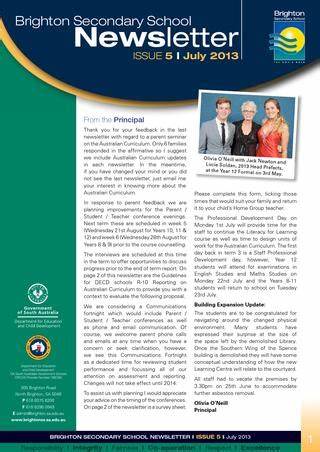 Brighton Secondary School
Newsletter
ISSUE 5 I July 2013
Brighton
Secondary School
From the Principal
Thank you for your feedback in the last
newsletter with regard to a parent seminar
on the Australian Curriculum. Only 6 families
responded in the affirmative so I suggest
we include Australian Curriculum updates
in each newsletter. In the meantime,
if you have changed your mind or you did
not see the last newsletter, just email me
your interest in knowing more about the
Australian Curriculum.
In response to parent feedback we are
planning improvements for the Parent /
Student / Teacher conference evenings.
Next term these are scheduled in week 5
(Wednesday 21st August for Years 10, 11 &
12) and week 6 (Wednesday 28th August for
Years 8 & 9) prior to the course counselling.
The interviews are scheduled at this time
in the term to offer opportunities to discuss
progress prior to the end of term report. On
page 2 of this newsletter are the Guidelines
for DECD schools R-10 Reporting on
Australian Curriculum to provide you with a
context to evaluate the following proposal.
We are considering a Communications
fortnight which would include Parent /
Student / Teacher conferences as well
as phone and email communication. Of
course, we welcome parent phone calls
and emails at any time when you have a
concern or seek clarification, however,
we see this Communications Fortnight
as a dedicated time for reviewing student
performance and focussing all of our
attention on assessment and reporting.
Changes will not take effect until 2014.
To assist us with planning I would appreciate
your advice on the timing of the conferences.
On page 2 of the newsletter is a survey sheet.
Olivia O'Neill with Jack Newton and
Lucie Soldan, 2013 Head Prefects,
at the Year 12 Formal on 3rd May.
Please complete this form, ticking those
times that would suit your family and return
it to your child's Home Group teacher.
The Professional Development Day on
Monday 1st July will provide time for the
staff to continue the Literacy for Learning
course as well as time to design units of
work for the Australian Curriculum. The first
day back in term 3 is a Staff Professional
Development day, however, Year 12
students will attend for examinations in
English Studies and Maths Studies on
Monday 22nd July and the Years 8-11
students will return to school on Tuesday
23rd July.
Building Expansion Update:
The students are to be congratulated for
navigating around the changed physical
environment. Many students have
expressed their surprise at the size of
the space left by the demolished Library.
Once the Southern Wing of the Spence
building is demolished they will have some
conceptual understanding of how the new
Learning Centre will relate to the courtyard.
All staff had to vacate the premises by
3.30pm on 25th June to accommodate
further asbestos removal.
Olivia O'Neill
Principal
Government
of South Australia
Department for Education
and Child Development
305 Brighton Road
North Brighton, SA 5048
P 618 8375 8200
F 618 8296 0949
www.brightonss.sa.edu.au
BRIGHTON SECONDARY SCHOOL NEWSLETTER I ISSUE 5 I July 2013
1
Responsibility I Integrity I Fairness I Co-operation I Respect I Excellence